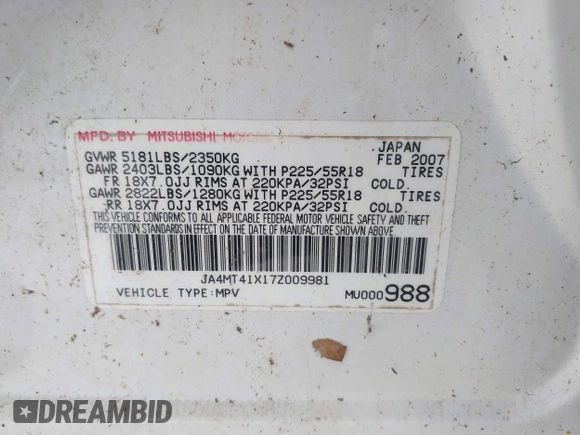 MFD. BY MITSUBISHI MOTORS JAPAN
GVWR 5181LBS/2350KG FEB 2007
GAWR 2403LBS/1090KG WITH P225/55R18 TIRES
FR 18X7.0JJ RIMS AT 220KPA/32PSI COLD.
GAWR 2822LBS/1280KG WITH P225/55R18 TIRES
RR 18X7.0JJ RIMS AT 220KPA/32PSI COLD.
THIS VEHICLE CONFORMS TO ALL APPLICABLE FEDERAL MOTOR VEHICLE SAFETY AND THEFT
PREVENTION STANDARDS IN EFFECT ON THE DATE OF MANUFACTURE SHOWN ABOVE.
JA4MT41X17Z009981
VEHICLE TYPE:MPV MU000988
DREAMBID